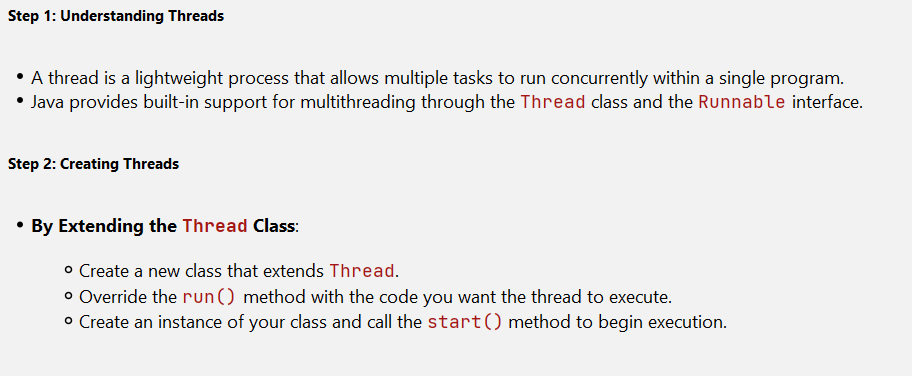 Step 1: Understanding Threads
• A thread is a lightweight process that allows multiple tasks to run concurrently within a single program.
• Java provides built-in support for multithreading through the Thread class and the Runnable interface.
Step 2: Creating Threads
• By Extending the Thread Class:
◦ Create a new class that extends Thread.
◦ Override the run() method with the code you want the thread to execute.
◦ Create an instance of your class and call the start() method to begin execution.